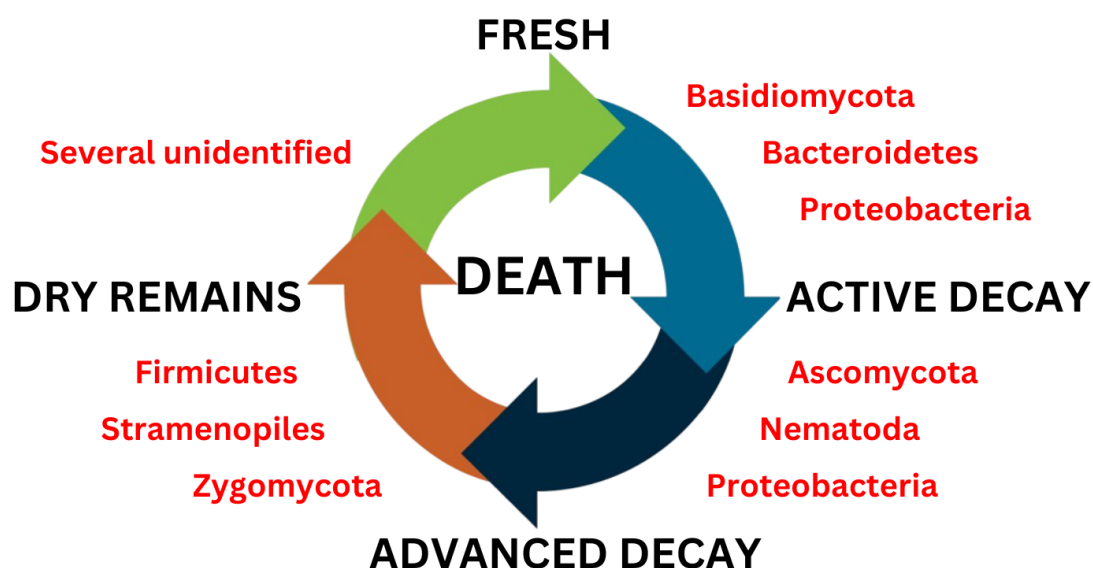 FRESH
Basidiomycota
Several unidentified
Bacteroidetes
Proteobacteria
DEATH
DRY REMAINS
ACTIVE DECAY
Firmicutes
Ascomycota
Stramenopiles
Nematoda
Zygomycota
Proteobacteria
ADVANCED DECAY